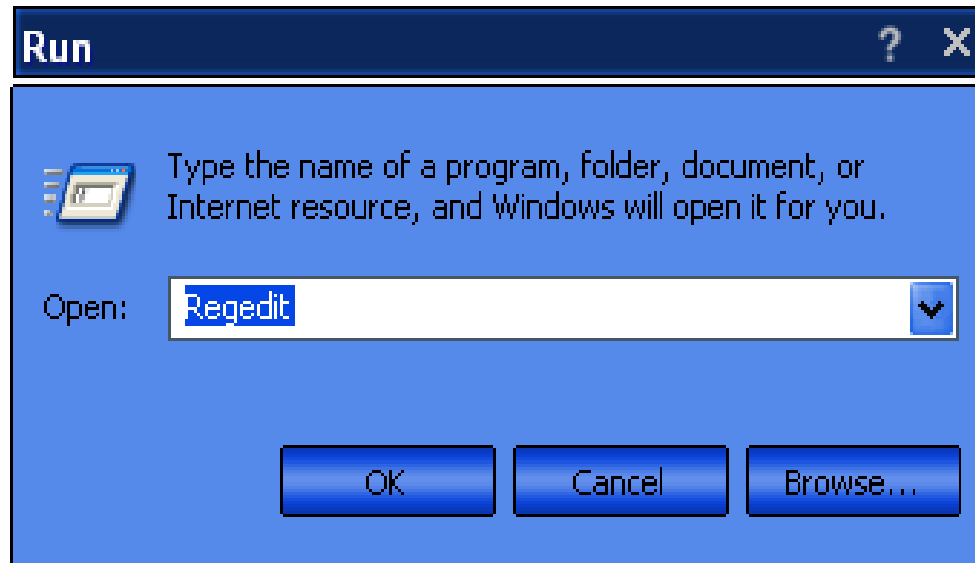 Run
Type the name of a program, folder, document, or
Internet resource, and Windows will open it for you.
Open: Regedit
OK Cancel Browse...